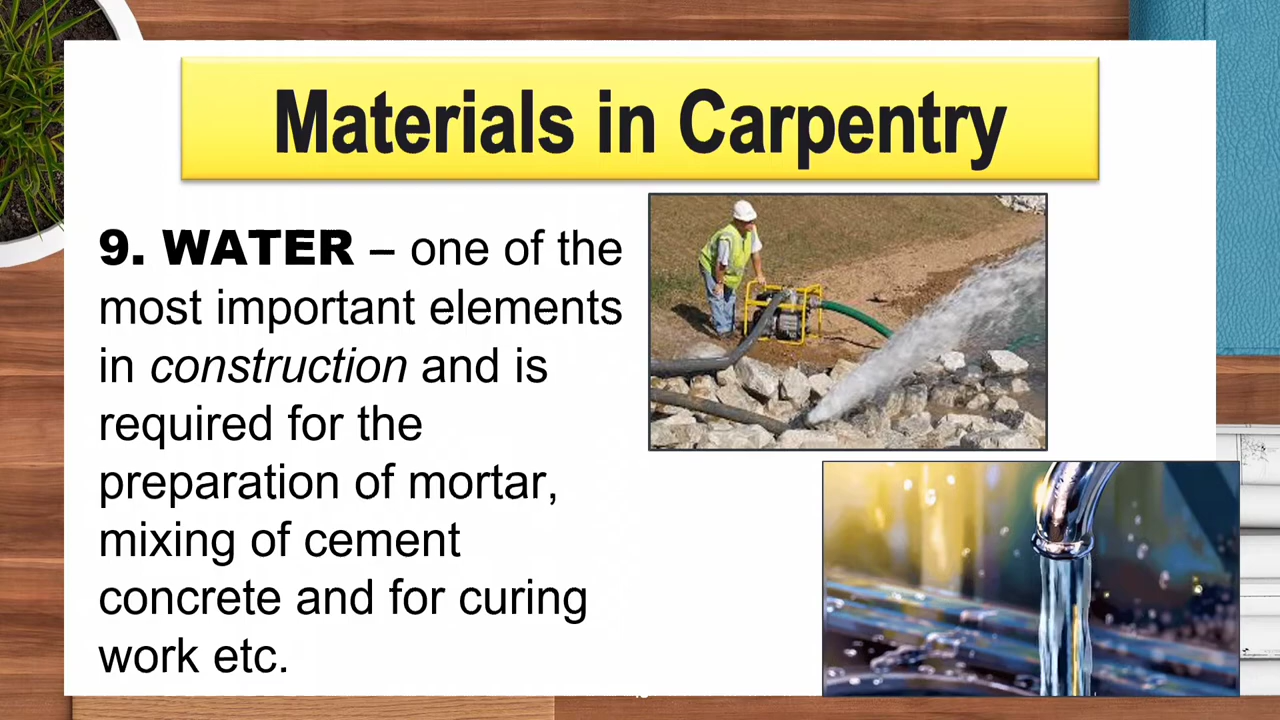 Materials in Carpentry
9. WATER – one of the
most important elements
in construction and is
required for the
preparation of mortar,
mixing of cement
concrete and for curing
work etc.